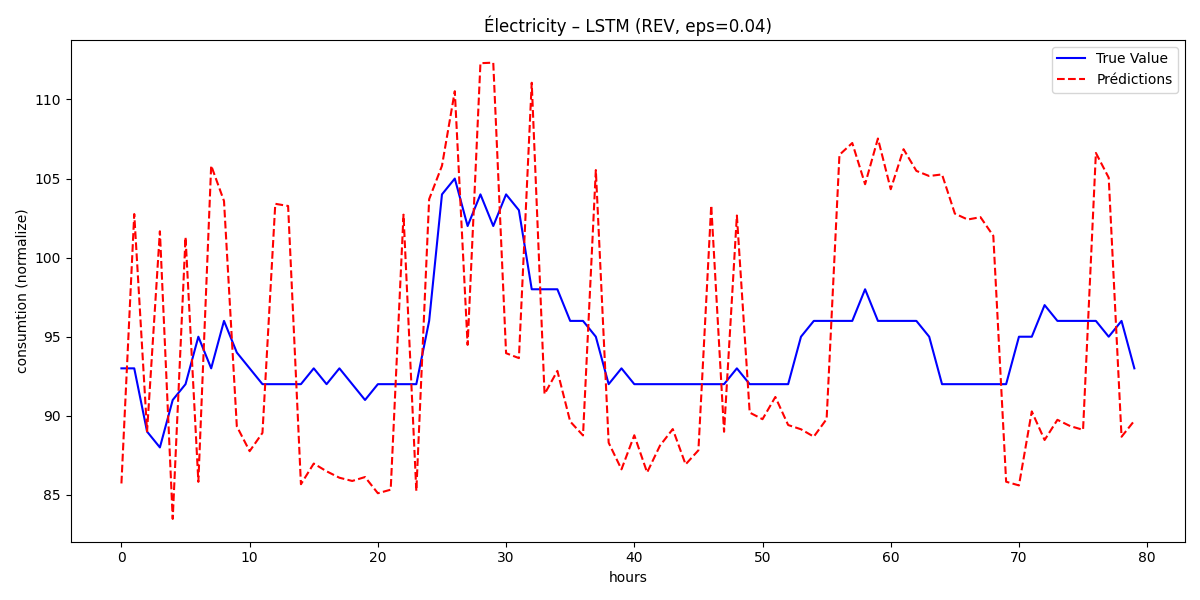 Électricity – LSTM (REV, eps=0.04)
True Value
Prédictions
consumtion (normalize)
110
105
100
95
90
85
0 10 20 30 40 50 60 70 80
hours